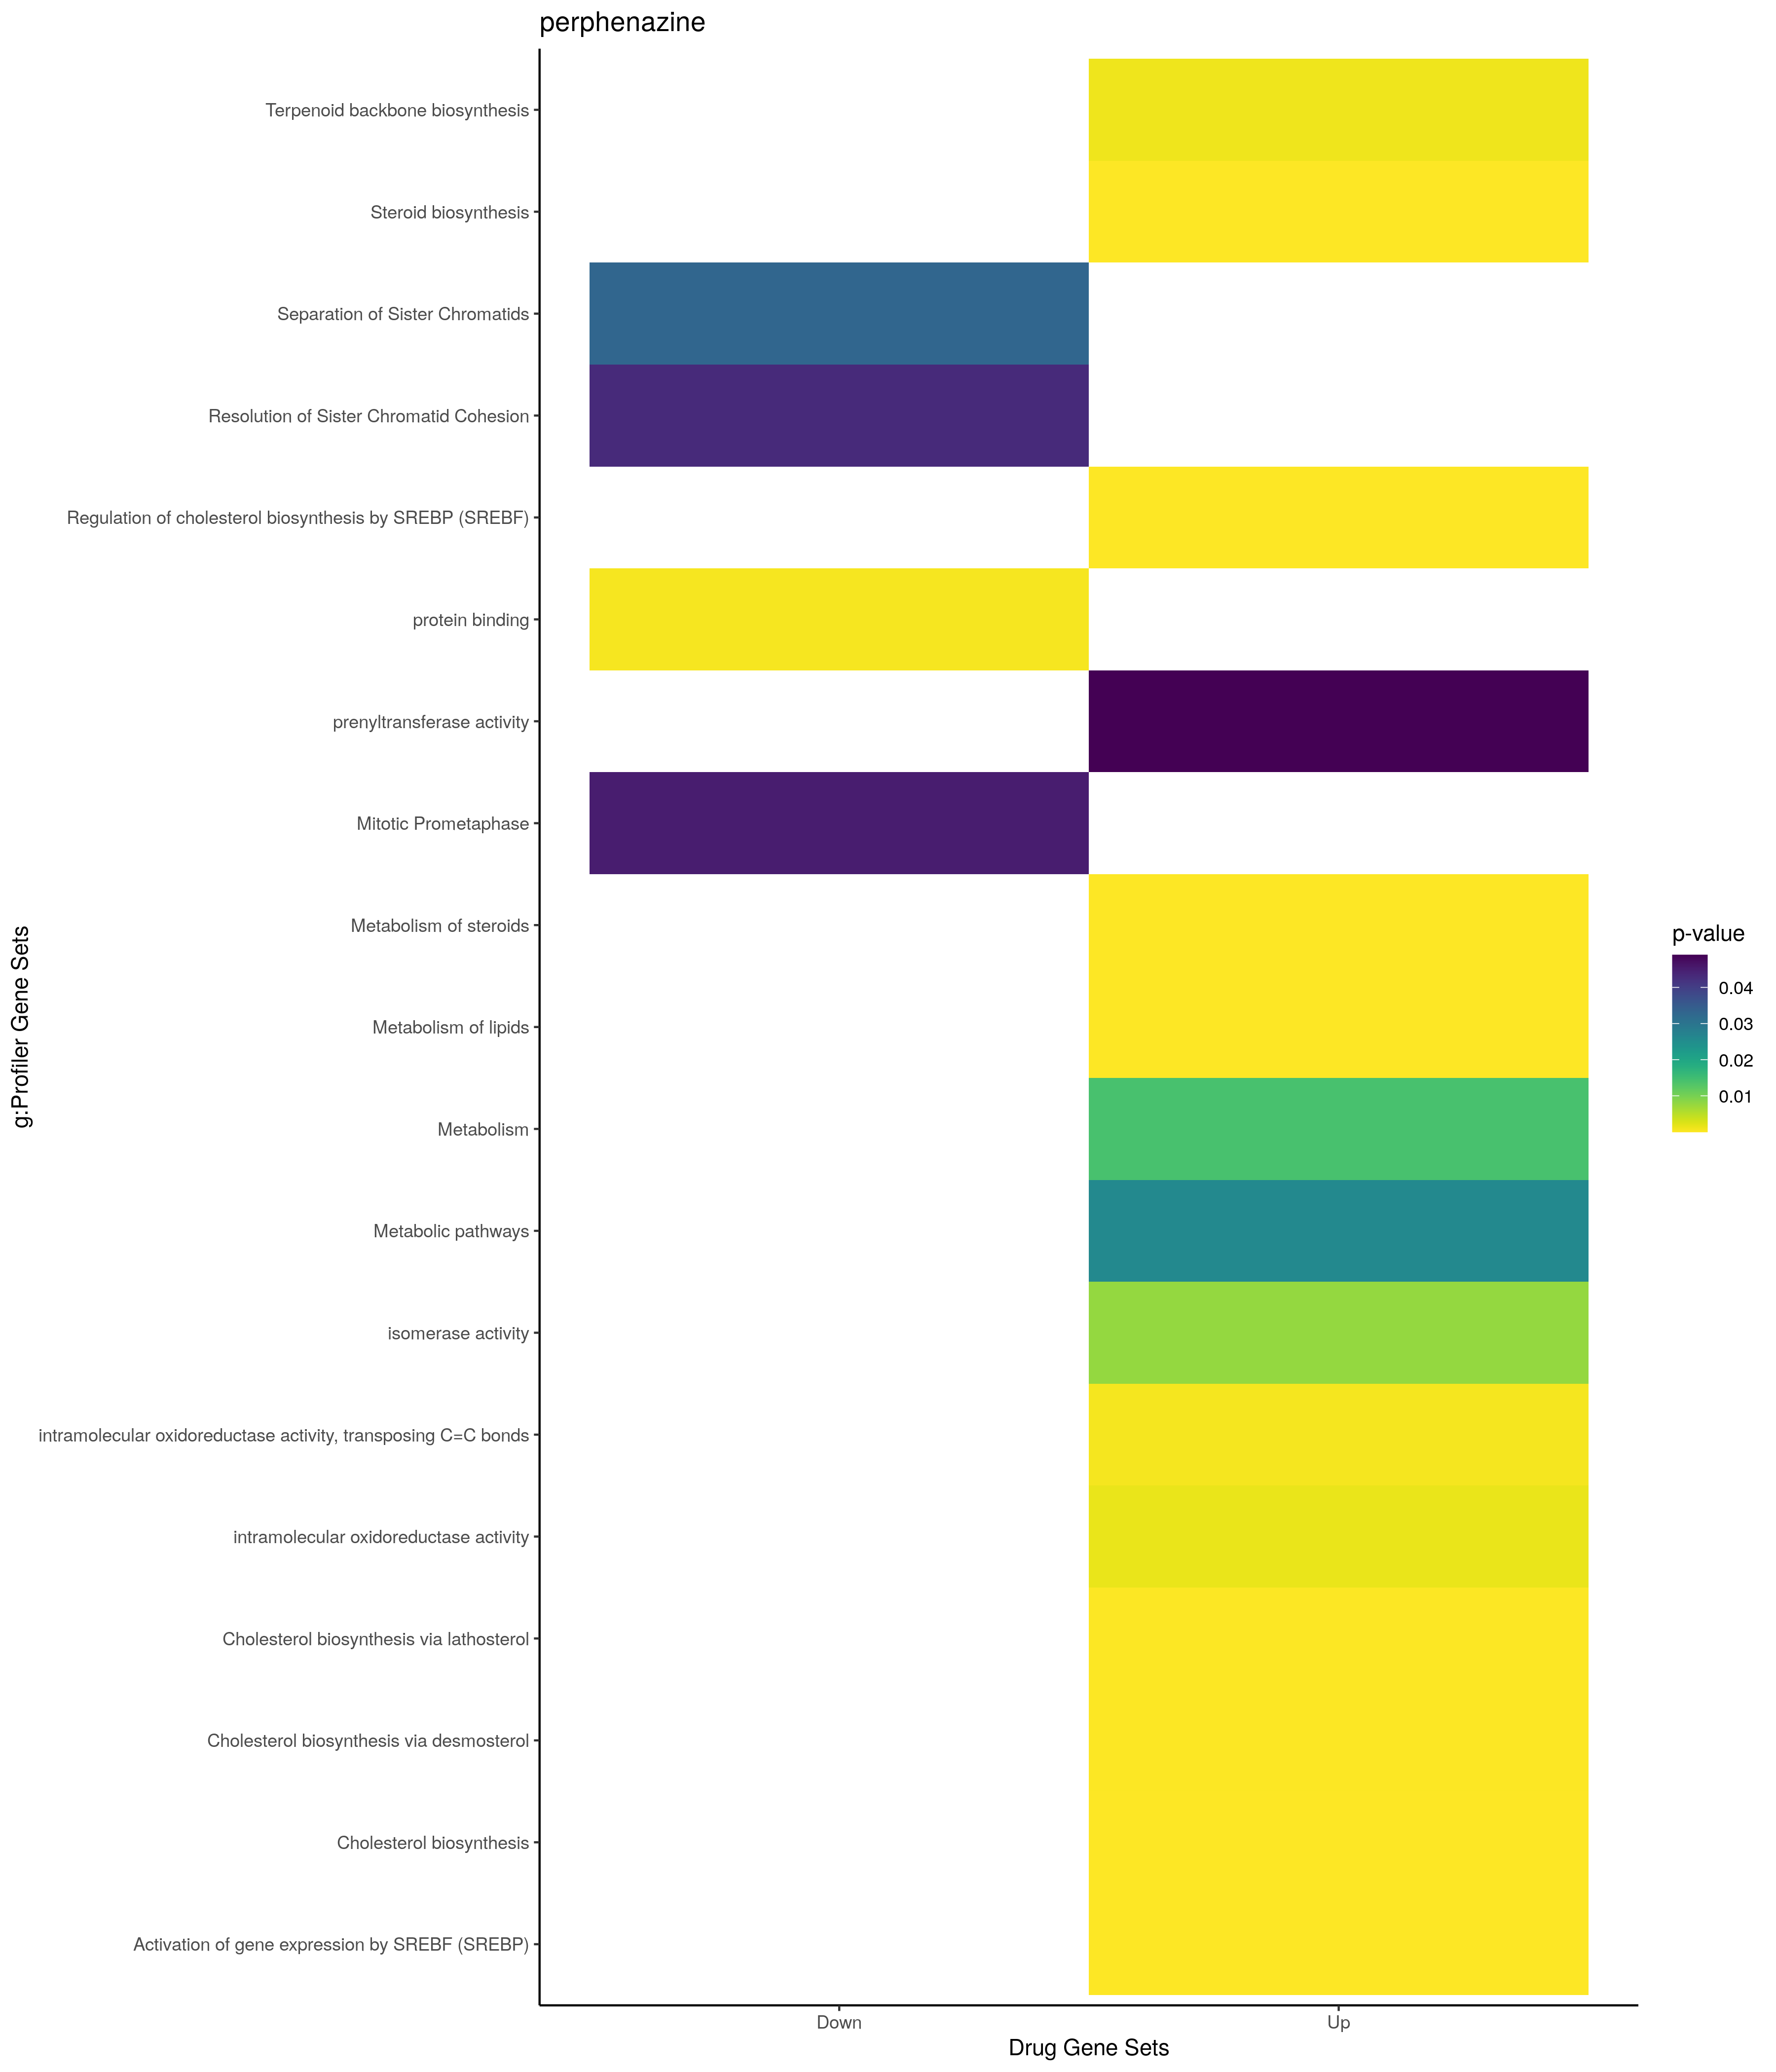 perphenazine
Terpenoid backbone biosynthesis
Steroid biosynthesis
Separation of Sister Chromatids
Resolution of Sister Chromatid Cohesion
Regulation of cholesterol biosynthesis by SREBP (SREBF)
protein binding
prenyltransferase activity
Mitotic Prometaphase
Metabolism of steroids
Metabolism of lipids
Metabolism
Metabolic pathways
isomerase activity
intramolecular oxidoreductase activity, transposing C=C bonds
intramolecular oxidoreductase activity
Cholesterol biosynthesis via lathosterol
Cholesterol biosynthesis via desmosterol
Cholesterol biosynthesis
Activation of gene expression by SREBF (SREBP)
g:Profiler Gene Sets
Down
Up
Drug Gene Sets
p-value
0.04
0.03
0.02
0.01